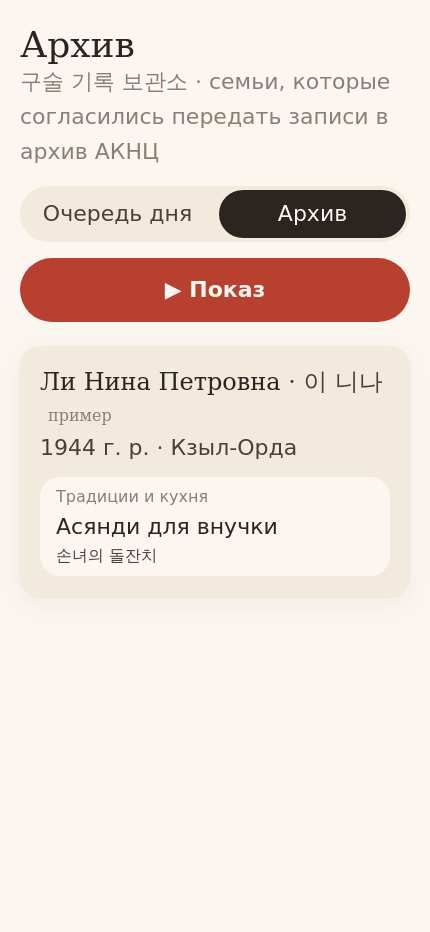 Архив
구술 기록 보관소 · семьи, которые
согласились передать записи в
архив АКНЦ
Очередь дня
Архив
▶ Показ
Ли Нина Петровна · 이 니나
пример
1944 г. р. · Кзыл-Орда
Традиции и кухня
Асянди для внучки
손녀의 돌잔치